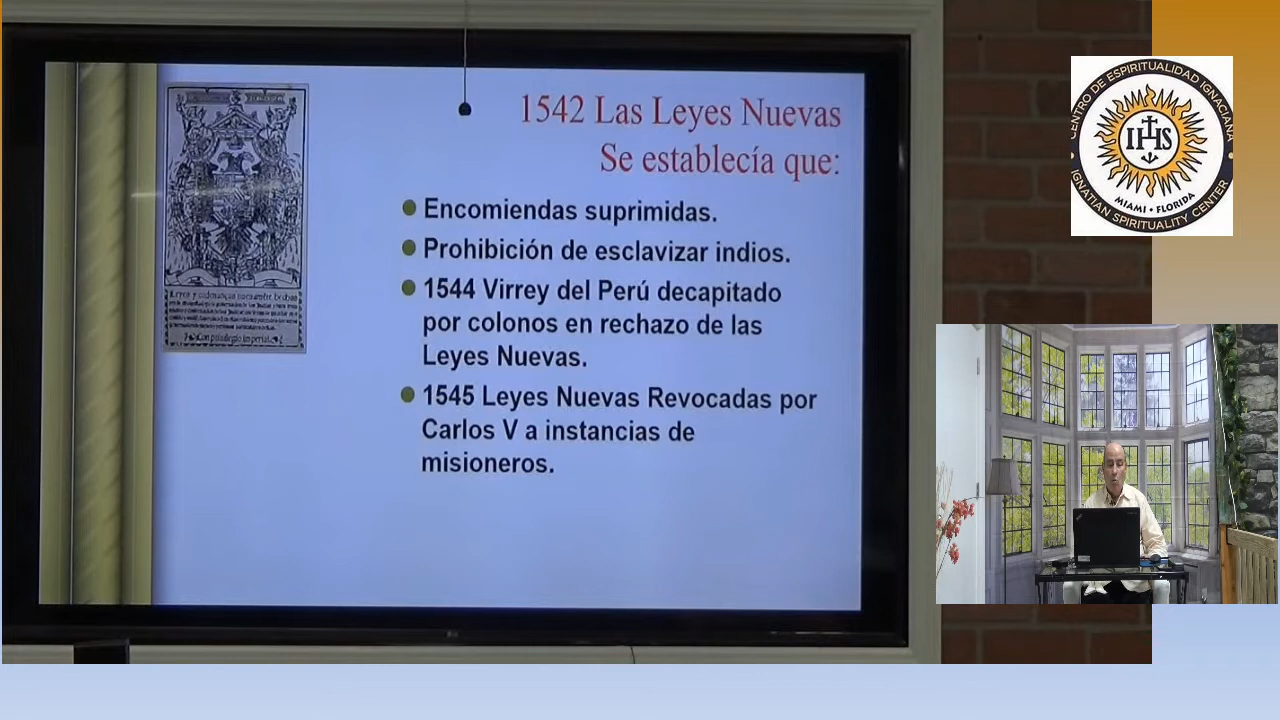 1542 Las Leyes Nuevas
Se establecía que:
Encomiendas suprimidas.
Prohibición de esclavizar indios.
1544 Virrey del Perú decapitado
por colonos en rechazo de las
Leyes Nuevas.
1545 Leyes Nuevas Revocadas por
Carlos V a instancias de
misioneros.
CENTRO DE ESPIRITUALIDAD IGNACIANA
IHS
MIAMI • FLORIDA
IGNATIAN SPIRITUALITY CENTER